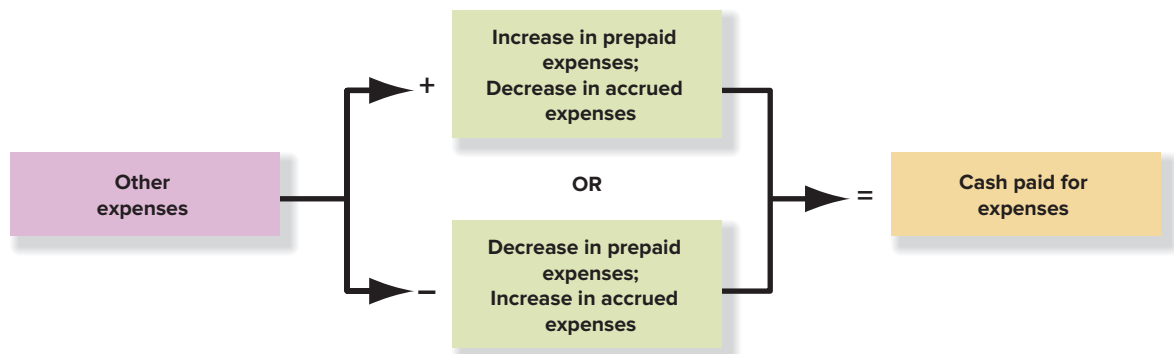 Other
expenses
+
Increase in prepaid
expenses;
Decrease in accrued
expenses
OR
–
Decrease in prepaid
expenses;
Increase in accrued
expenses
=
Cash paid for
expenses